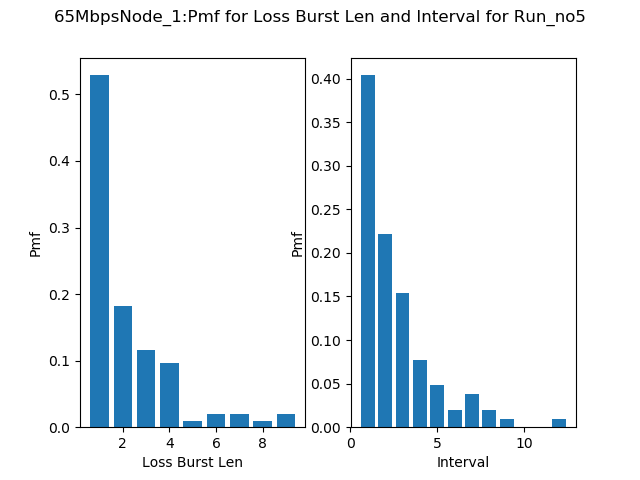 65MbpsNode_1:Pmf for Loss Burst Len and Interval for Run_no5
0.5
0.4
0.3
0.2
0.1
0.0
Pmf
2 4 6 8
Loss Burst Len
0.40
0.35
0.30
0.25
0.20
0.15
0.10
0.05
0.00
Pmf
0 5 10
Interval